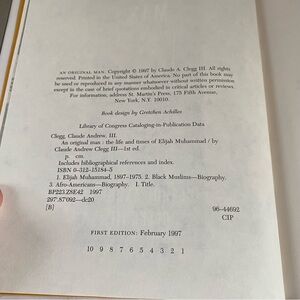 AN ORIGINAL MAN. Copyright © 1997 by Claude A. Clegg III. All rights
reserved. Printed in the United States of America. No part of this book may
be used or reproduced in any manner whatsoever without written permission
except in the case of brief quotations embodied in critical articles or reviews.
For information, address St. Martin's Press, 175 Fifth Avenue,
New York, N.Y. 10010.
Book design by Gretchen Achilles
Library of Congress Cataloging-in-Publication Data
Clegg, Claude Andrew, III.
An original man : the life and times of Elijah Muhammad / by
Claude Andrew Clegg III.—1st ed.
p. cm.
Includes bibliographical references and index.
ISBN 0-312-15184-5
1. Elijah Muhammad, 1897-1975. 2. Black Muslims—Biography.
3. Afro-Americans—Biography. I. Title.
BP223.Z8E42 1997
297.87'092—dc20
[B]
96-44692
CIP
FIRST EDITION: February 1997
10 9 8 7 6 5 4 3 2 1